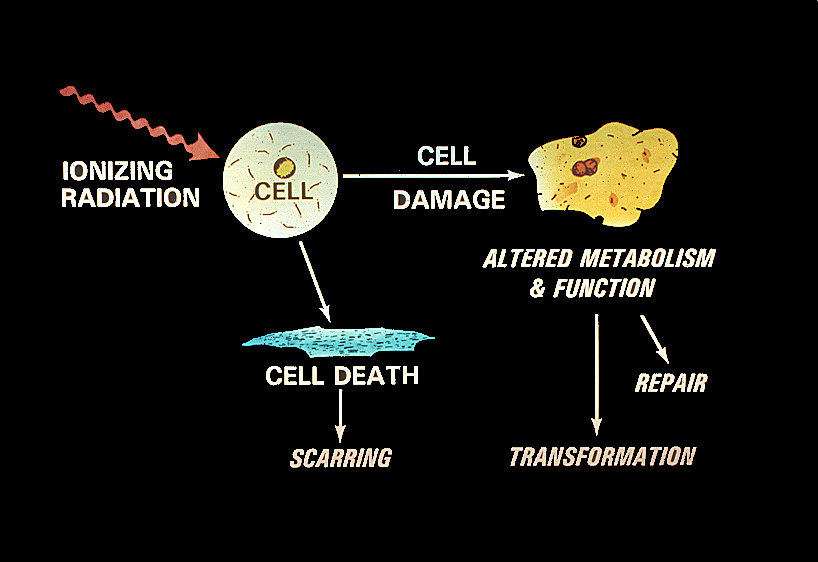 IONIZING
RADIATION
CELL
CELL
DAMAGE
ALTERED METABOLISM
& FUNCTION
CELL DEATH
REPAIR
SCARRING
TRANSFORMATION